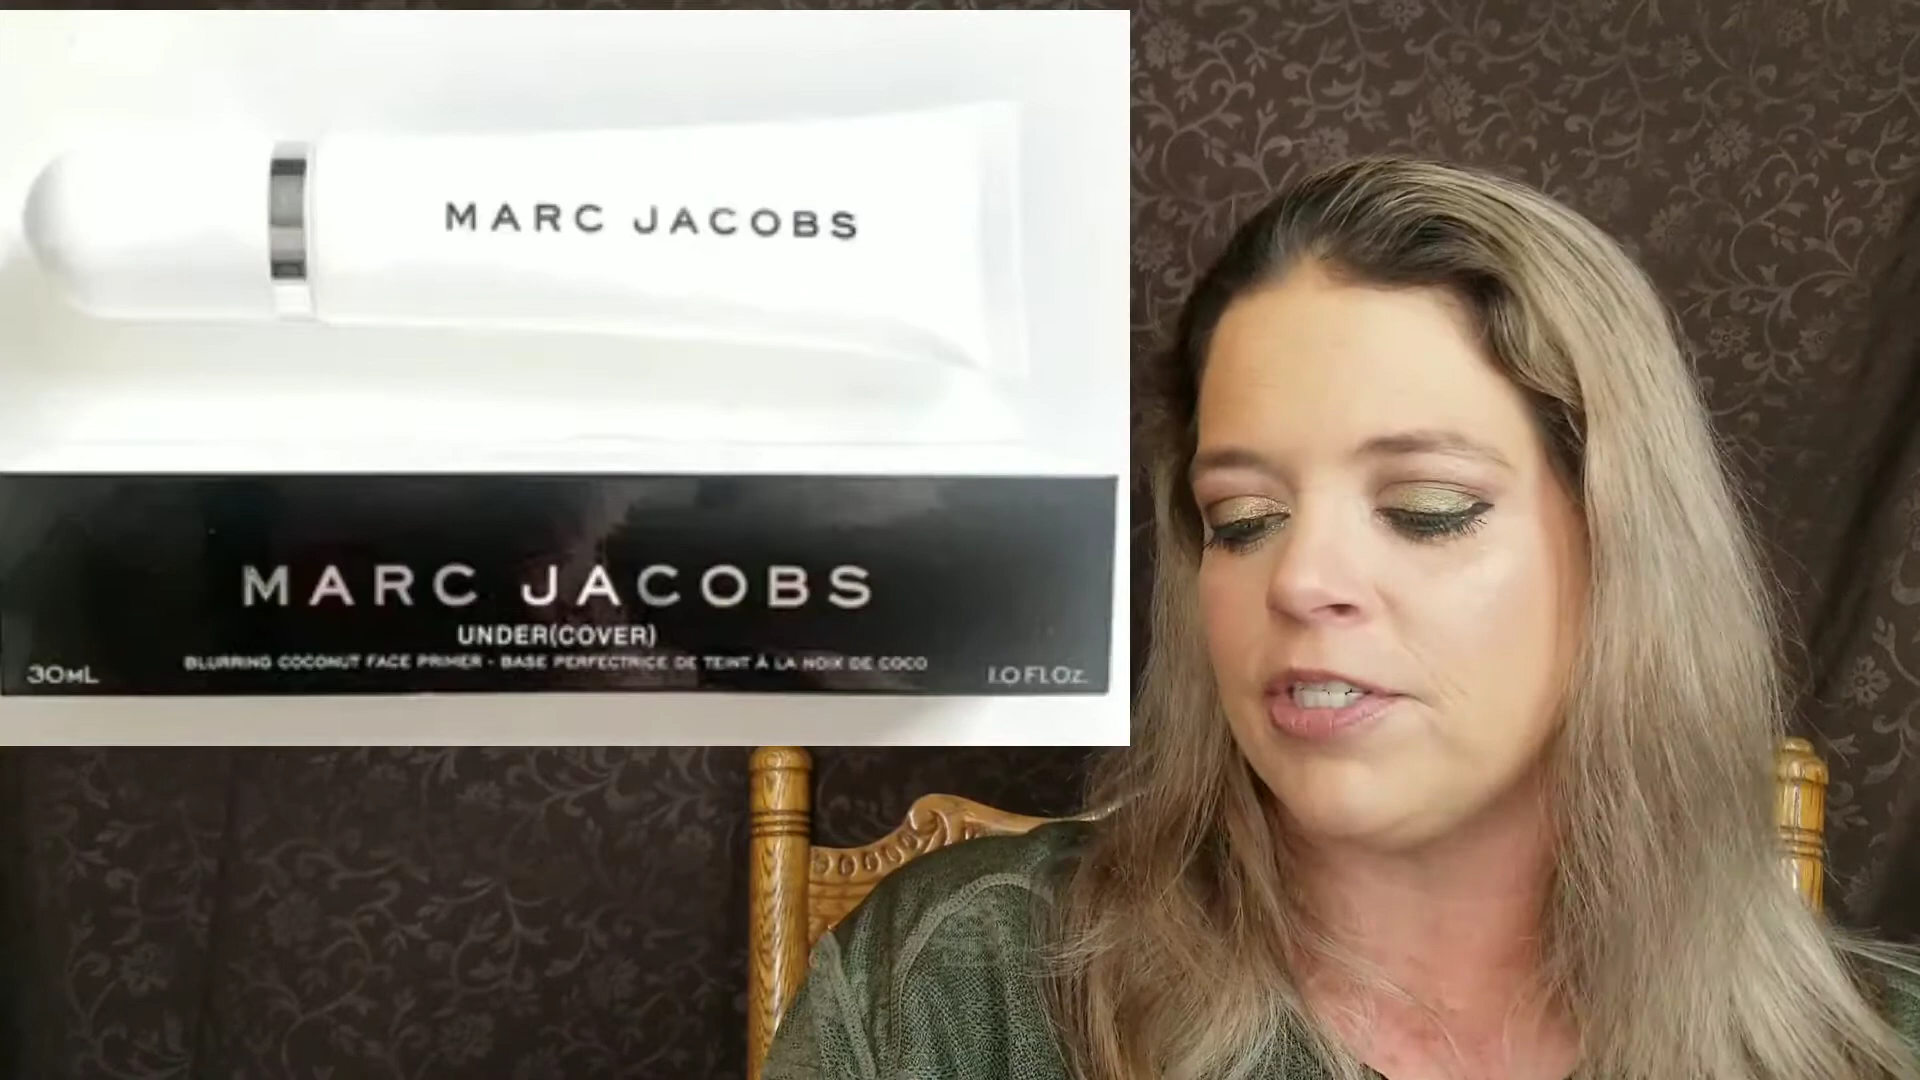 MARC JACOBS
MARC JACOBS
UNDER(COVER)
BLURRING COCONUT FACE PRIMER - BASE PERFECTRICE DE TEINT À LA NOIX DE COCO
30ML
1.0 FL OZ.